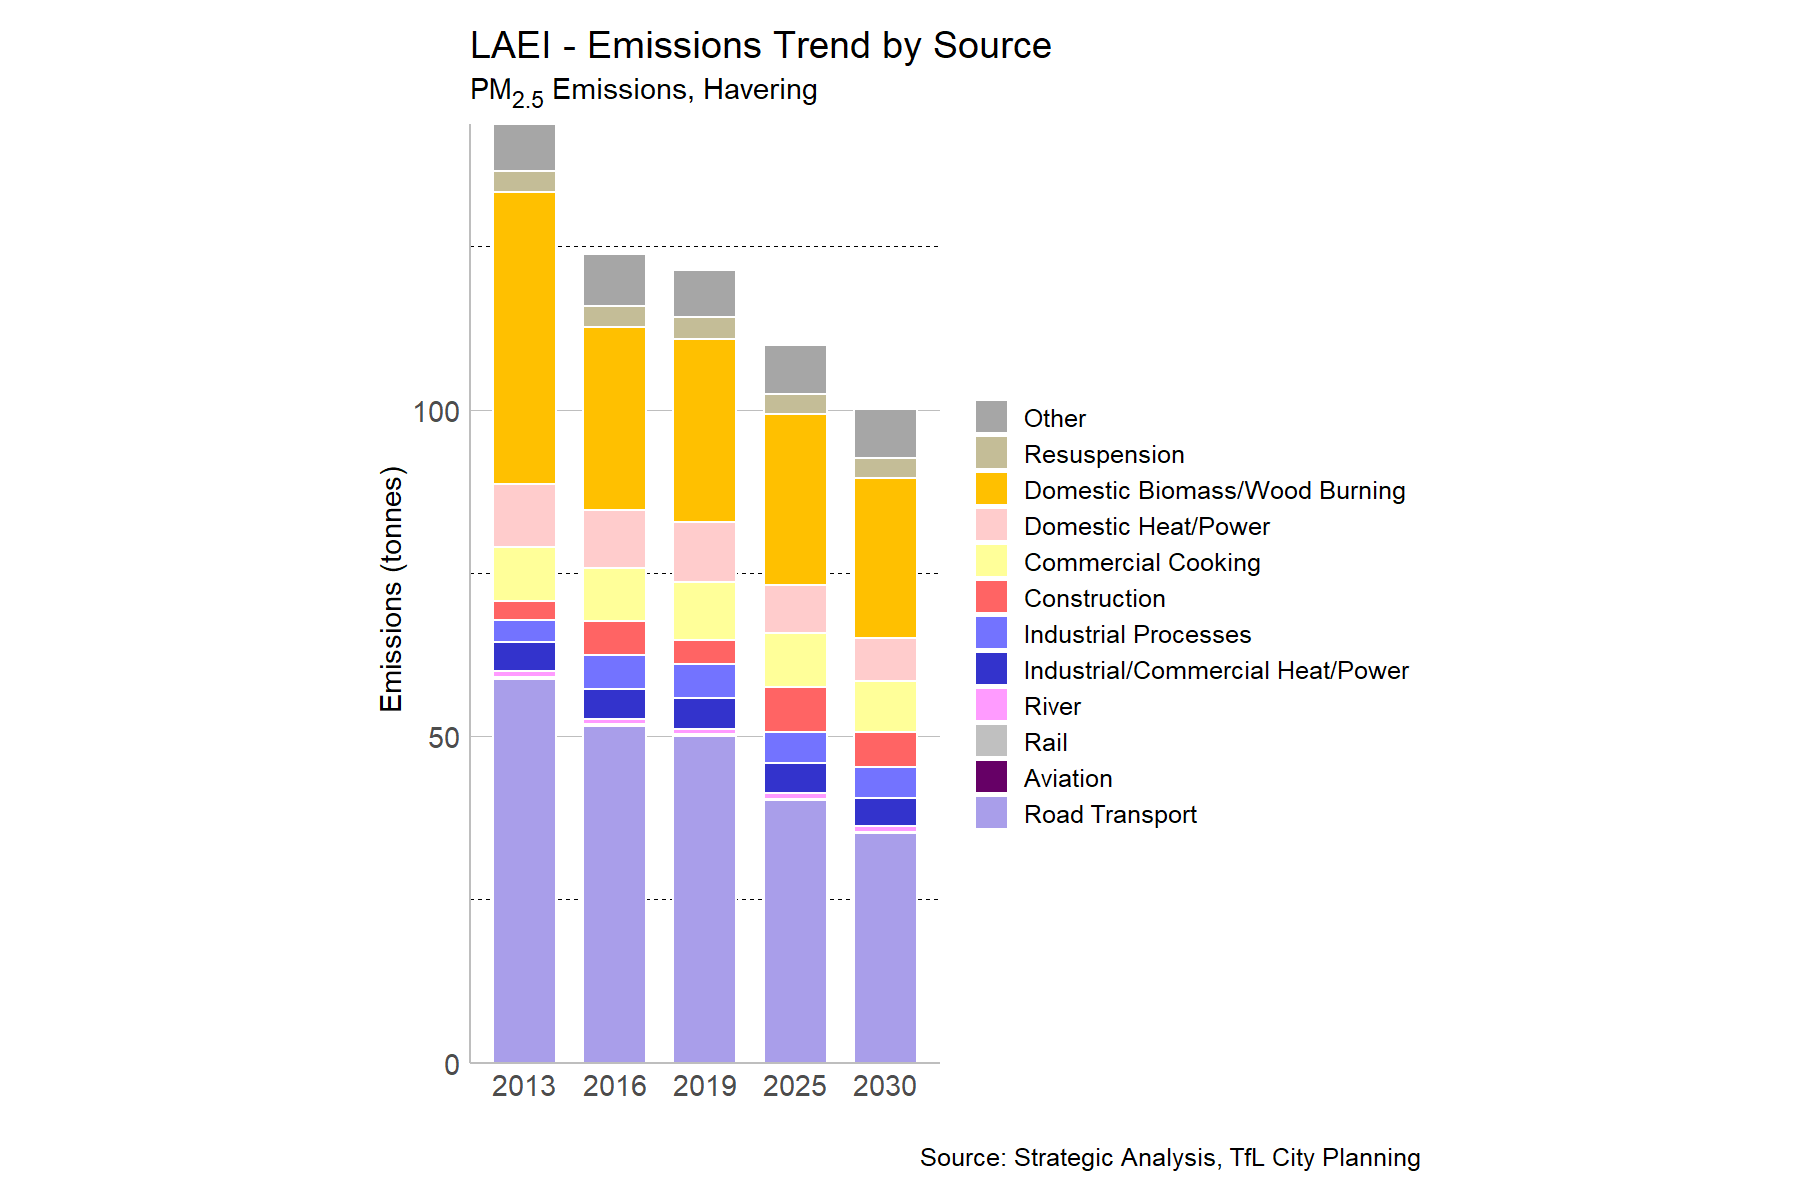 LAEI - Emissions Trend by Source
PM2.5 Emissions, Havering
Emissions (tonnes)
100
50
0
2013 2016 2019 2025 2030
Other
Resuspension
Domestic Biomass/Wood Burning
Domestic Heat/Power
Commercial Cooking
Construction
Industrial Processes
Industrial/Commercial Heat/Power
River
Rail
Aviation
Road Transport
Source: Strategic Analysis, TfL City Planning